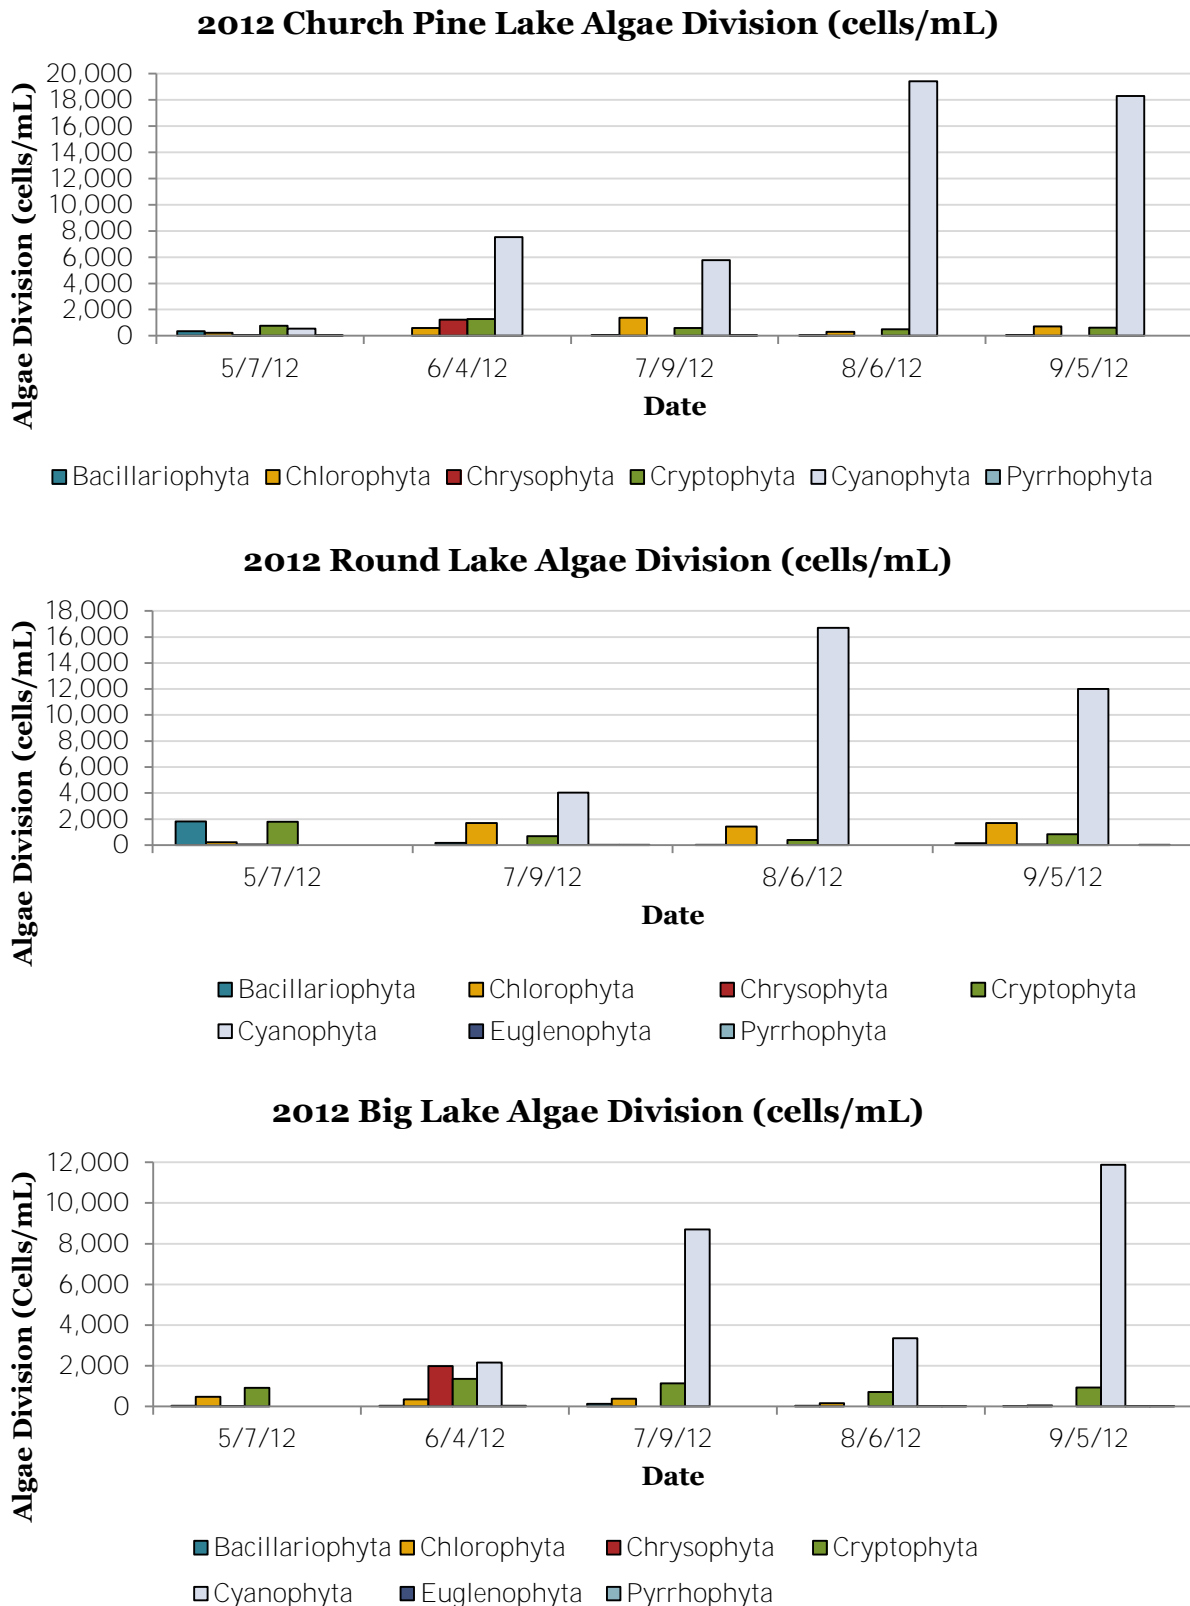 2012 Church Pine Lake Algae Division (cells/mL)
Algae Division (cells/mL)
20,000
18,000
16,000
14,000
12,000
10,000
8,000
6,000
4,000
2,000
0
5/7/12 6/4/12 7/9/12 8/6/12 9/5/12
Date
Bacillariophyta Chlorophyta Chrysophyta Cryptophyta Cyanophyta Pyrrhophyta
2012 Round Lake Algae Division (cells/mL)
Algae Division (cells/mL)
18,000
16,000
14,000
12,000
10,000
8,000
6,000
4,000
2,000
0
5/7/12 7/9/12 8/6/12 9/5/12
Date
Bacillariophyta Chlorophyta Chrysophyta Cryptophyta
Cyanophyta Euglenophyta Pyrrhophyta
2012 Big Lake Algae Division (cells/mL)
Algae Division (Cells/mL)
12,000
10,000
8,000
6,000
4,000
2,000
0
5/7/12 6/4/12 7/9/12 8/6/12 9/5/12
Date
Bacillariophyta Chlorophyta Chrysophyta Cryptophyta
Cyanophyta Euglenophyta Pyrrhophyta